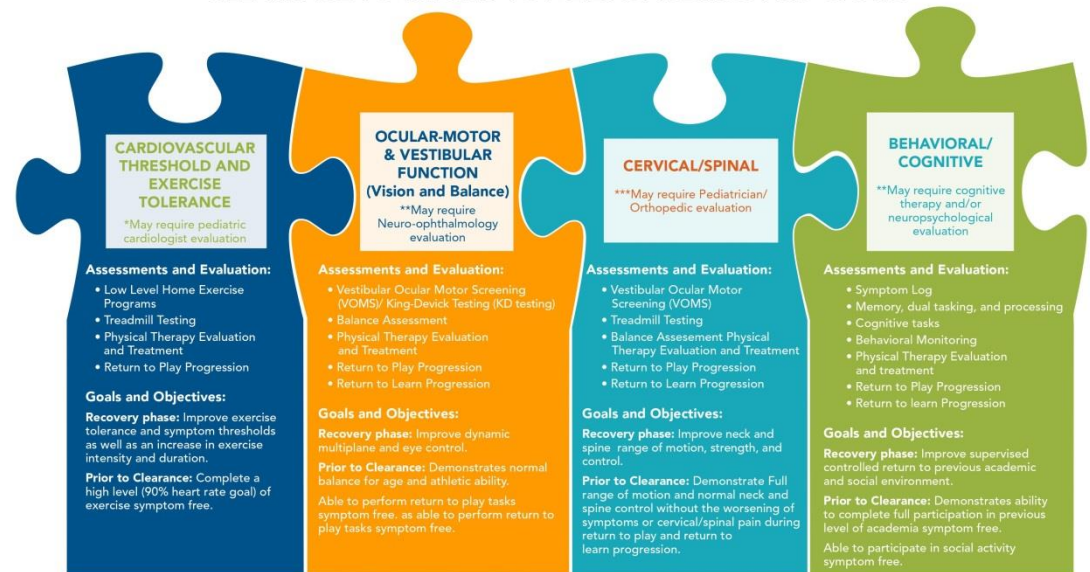 CARDIOVASCULAR
THRESHOLD AND
EXERCISE
TOLERANCE
*May require pediatric
cardiologist evaluation
Assessments and Evaluation:
• Low Level Home Exercise
Programs
• Treadmill Testing
• Physical Therapy Evaluation
and Treatment
• Return to Play Progression
Goals and Objectives:
Recovery phase: Improve exercise
tolerance and symptom thresholds
as well as an increase in exercise
intensity and duration.
Prior to Clearance: Complete a
high level (90% heart rate goal) of
exercise symptom free.
OCULAR-MOTOR
& VESTIBULAR
FUNCTION
(Vision and Balance)
**May require
Neuro-ophthalmology
evaluation
Assessments and Evaluation:
• Vestibular Ocular Motor Screening
(VOMS)/ King-Devick Testing (KD testing)
• Balance Assessment
• Physical Therapy Evaluation
and Treatment
• Return to Play Progression
• Return to Learn Progression
Goals and Objectives:
Recovery phase: Improve dynamic
multiplane and eye control.
Prior to Clearance: Demonstrates normal
balance for age and athletic ability.
Able to perform return to play tasks
symptom free. as able to perform return to
play tasks symptom free.
CERVICAL/SPINAL
***May require Pediatrician/
Orthopedic evaluation
Assessments and Evaluation:
• Vestibular Ocular Motor
Screening (VOMS)
• Treadmill Testing
• Balance Assesement Physical
Therapy Evaluation and Treatment
• Return to Play Progression
• Return to Learn Progression
Goals and Objectives:
Recovery phase: Improve neck and
spine range of motion, strength, and
control.
Prior to Clearance: Demonstrate Full
range of motion and normal neck and
spine control without the worsening of
symptoms or cervical/spinal pain during
return to play and return to
learn progression.
BEHAVIORAL/
COGNITIVE
**May require cognitive
therapy and/or
neuropsychological
evaluation
Assessments and Evaluation:
• Symptom Log
• Memory, dual tasking, and processing
• Cognitive tasks
• Behavioral Monitoring
• Physical Therapy Evaluation
and treatment
• Return to Play Progression
• Return to learn Progression
Goals and Objectives:
Recovery phase: Improve supervised
controlled return to previous academic
and social environment.
Prior to Clearance: Demonstrates ability
to complete full participation in previous
level of academia symptom free.
Able to participate in social activity
symptom free.